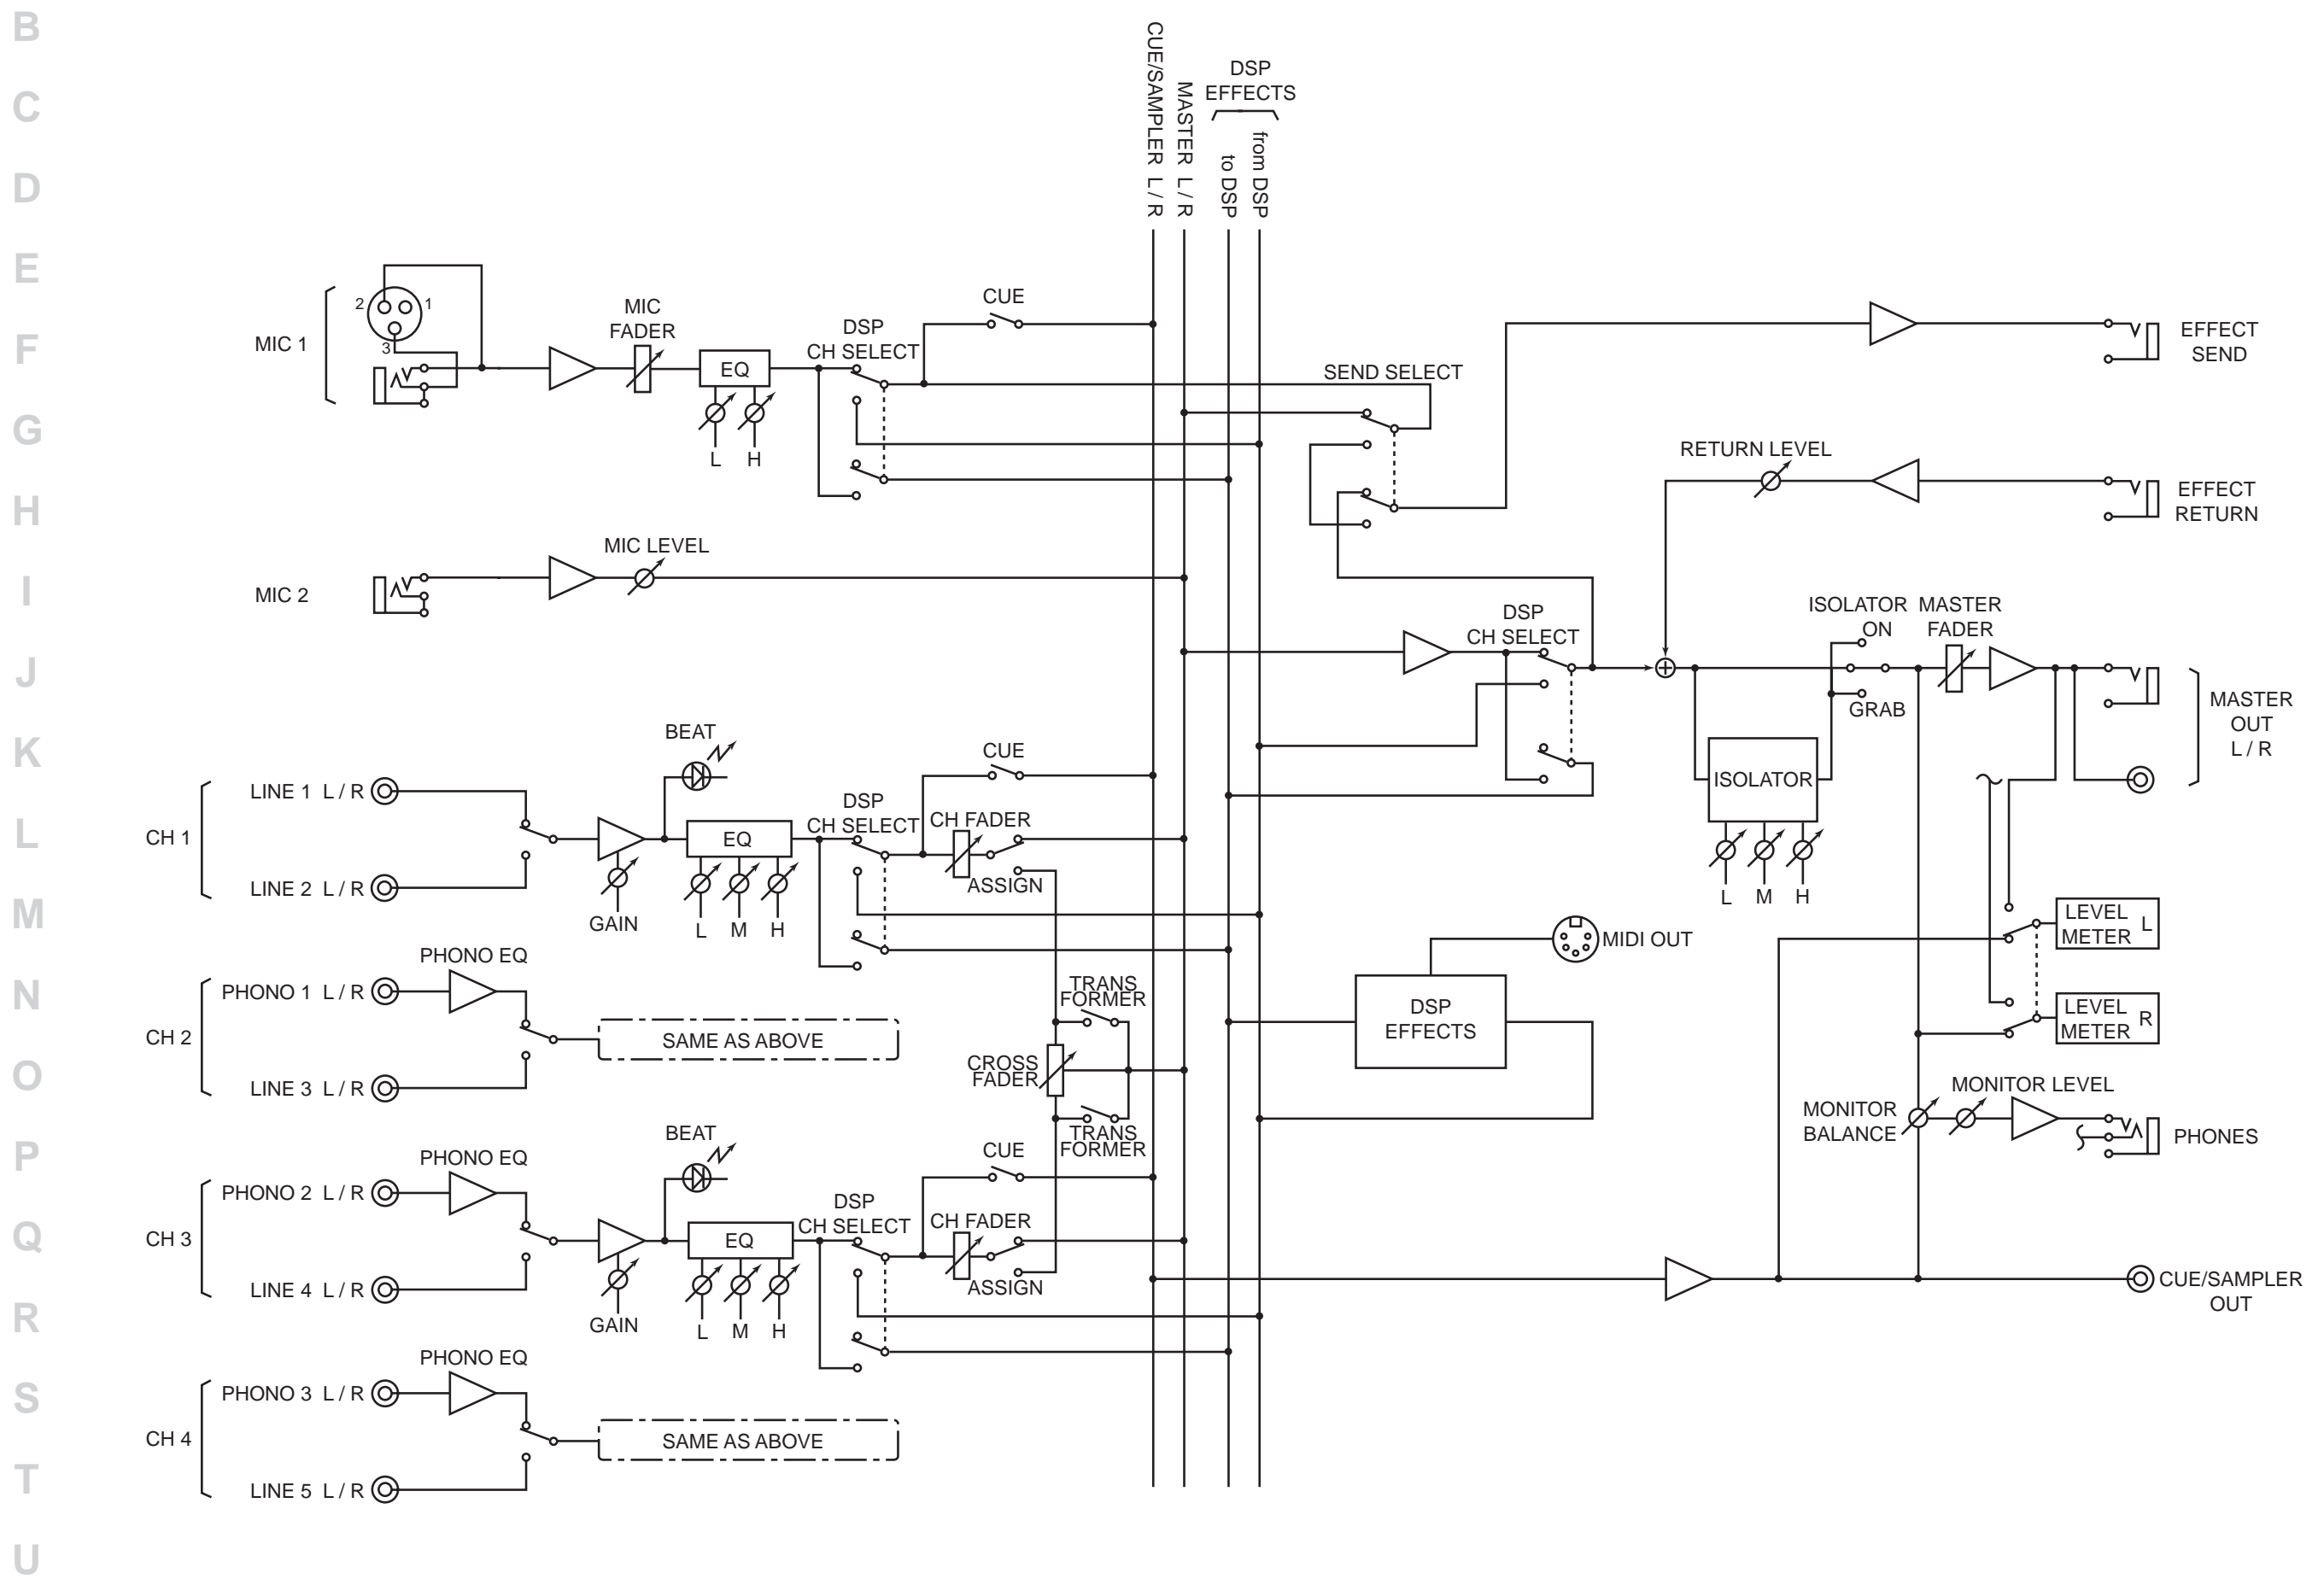 B
C
D
E
F
G
H
I
J
K
L
M
N
O
P
Q
R
S
T
U
CUE/SAMPLER L / R
MASTER L / R
DSP
EFFECTS
to DSP
from DSP
MIC 1
2
1
3
MIC
FADER
EQ
L
H
DSP
CH SELECT
CUE
SEND SELECT
EFFECT
SEND
RETURN LEVEL
EFFECT
RETURN
MIC 2
MIC LEVEL
DSP
CH SELECT
ISOLATOR
ON
GRAB
MASTER
FADER
MASTER
OUT
L / R
ISOLATOR
L
M
H
CH 1
LINE 1 L / R
LINE 2 L / R
GAIN
BEAT
EQ
L
M
H
DSP
CH SELECT
CUE
CH FADER
ASSIGN
CH 2
PHONO 1 L / R
PHONO EQ
LINE 3 L / R
SAME AS ABOVE
TRANS
FORMER
CROSS
FADER
TRANS
FORMER
MIDI OUT
DSP
EFFECTS
LEVEL
METER
L
LEVEL
METER
R
MONITOR
BALANCE
MONITOR LEVEL
PHONES
CH 3
PHONO 2 L / R
PHONO EQ
LINE 4 L / R
GAIN
BEAT
EQ
L
M
H
DSP
CH SELECT
CUE
CH FADER
ASSIGN
CUE/SAMPLER
OUT
CH 4
PHONO 3 L / R
PHONO EQ
LINE 5 L / R
SAME AS ABOVE